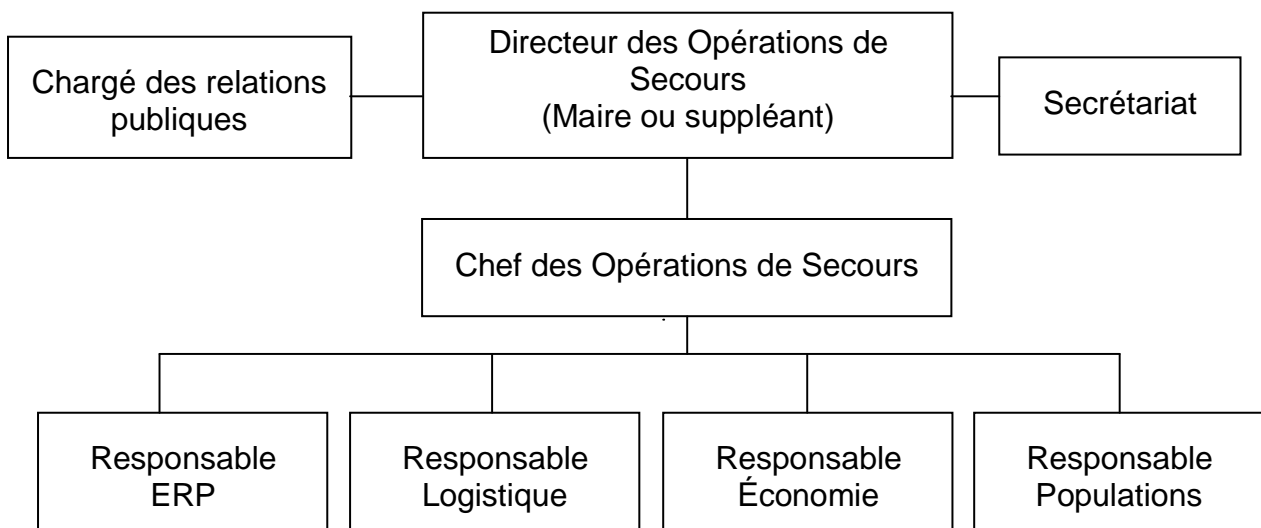 Directeur des Opérations de
Secours
(Maire ou suppléant)
Chargé des relations
publiques
Secrétariat
Chef des Opérations de Secours
Responsable
ERP
Responsable
Logistique
Responsable
Économie
Responsable
Populations